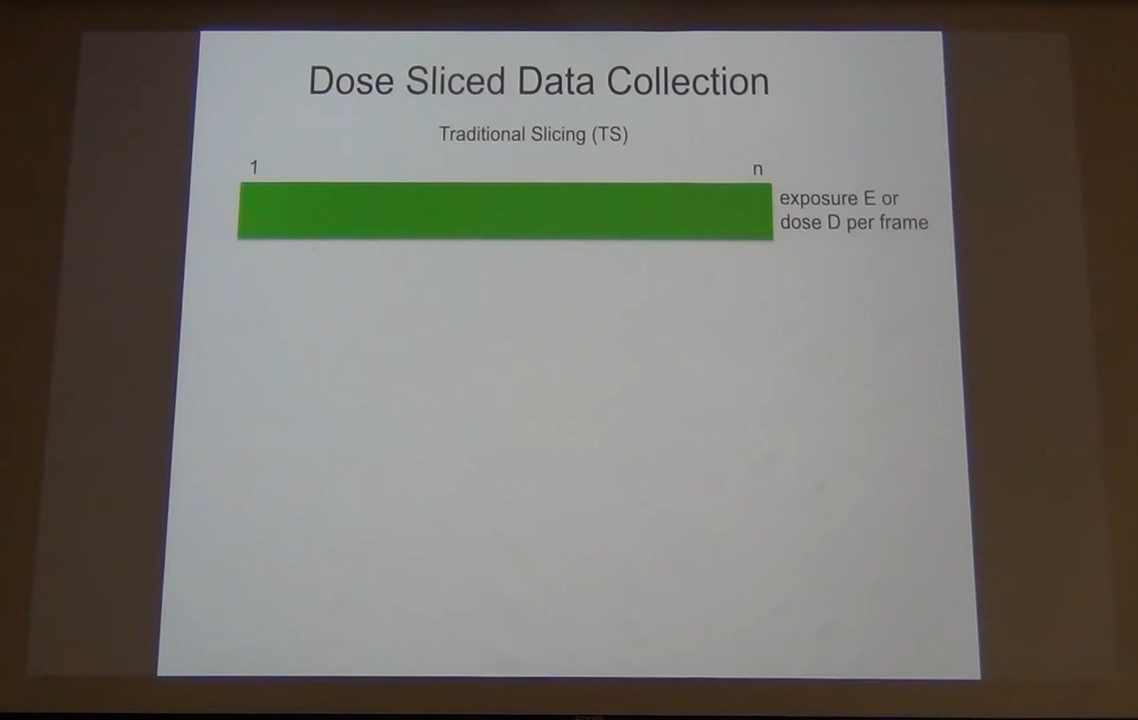 Dose Sliced Data Collection
Traditional Slicing (TS)
1 n
exposure E or
dose D per frame